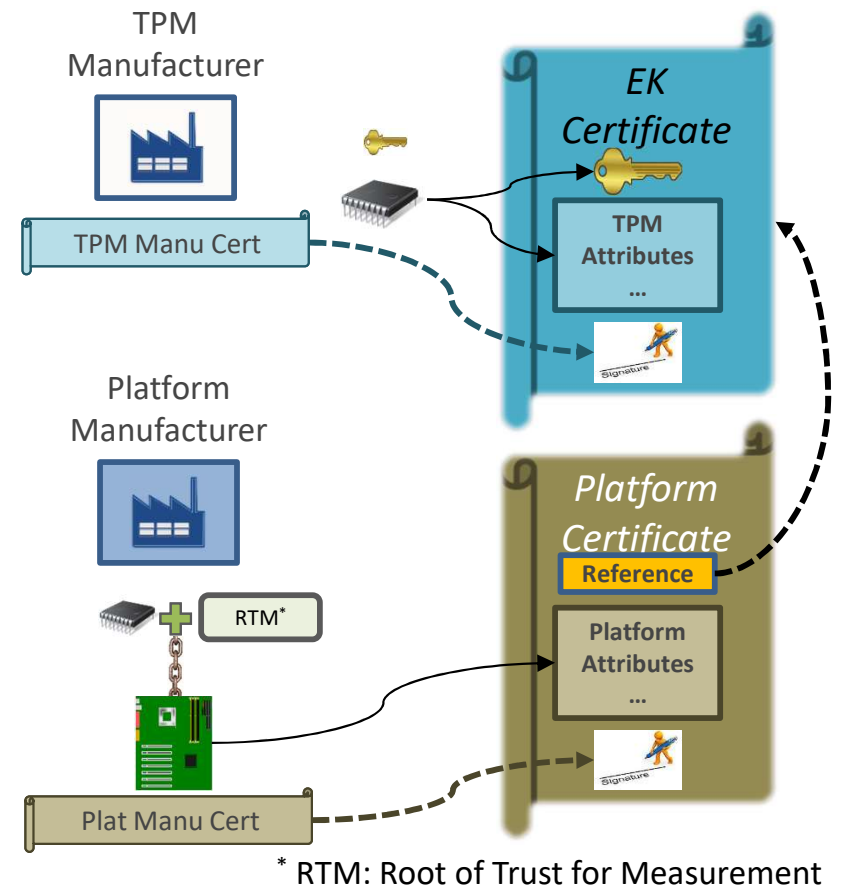 TPM
Manufacturer
TPM Manu Cert
EK
Certificate
TPM
Attributes
...
Signature
Platform
Manufacturer
RTM*
Plat Manu Cert
Platform
Certificate
Reference
Platform
Attributes
...
Signature
* RTM: Root of Trust for Measurement